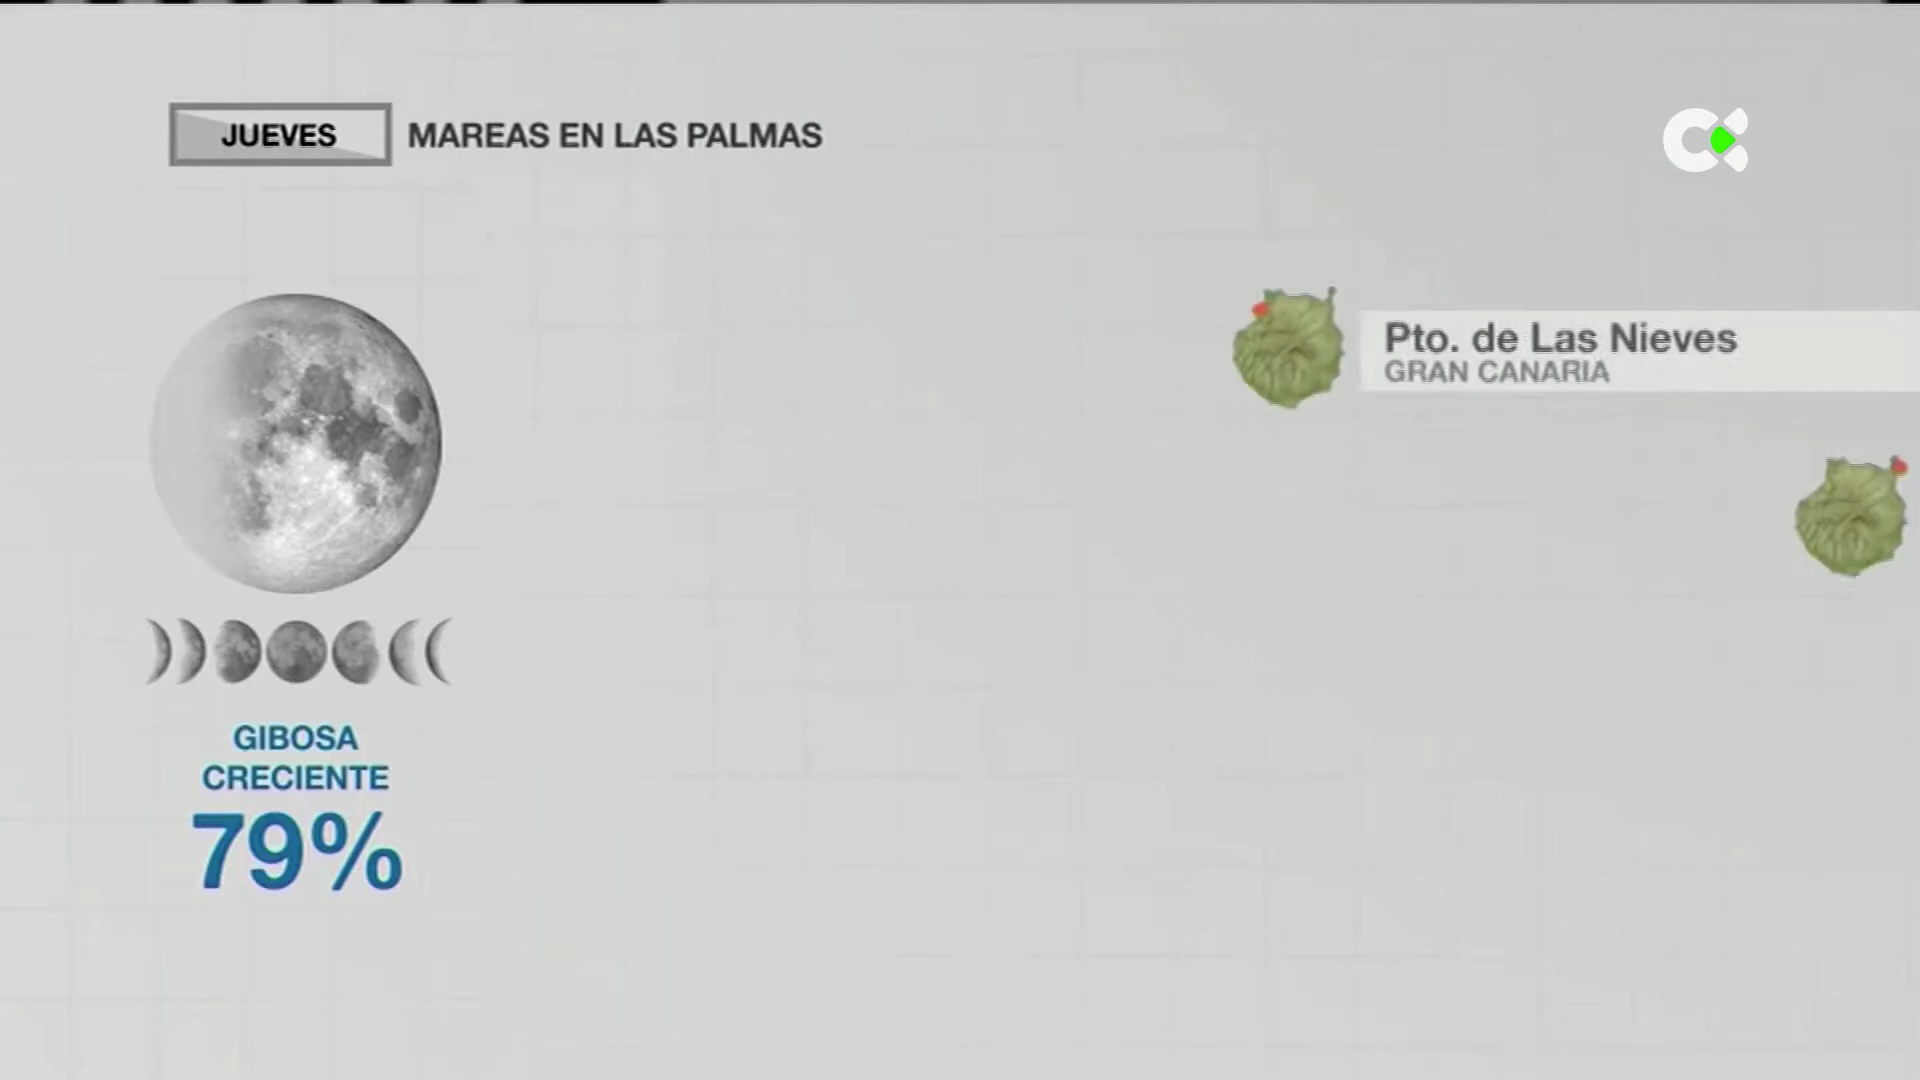 JUEVES
MAREAS EN LAS PALMAS
Pto. de Las Nieves
GRAN CANARIA
GIBOSA
CRECIENTE
79%